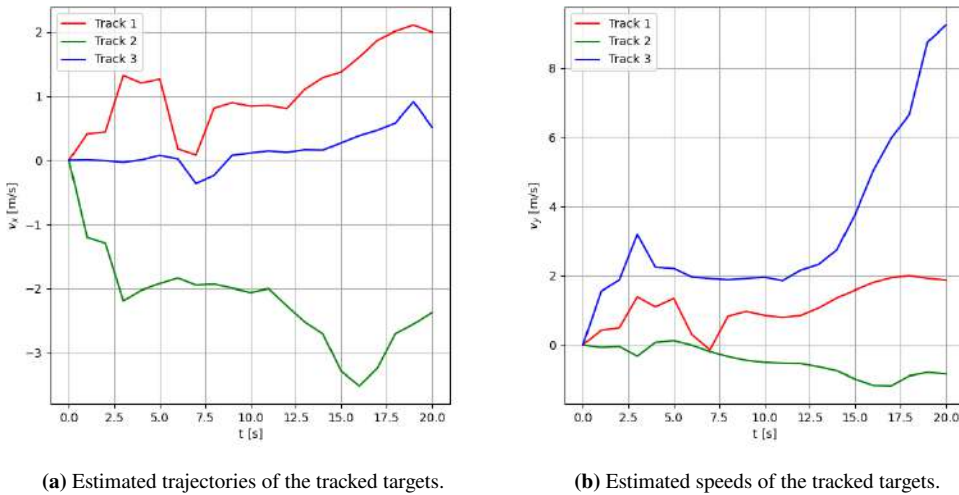 Track 1
Track 2
Track 3
2
1
0
−1
−2
−3
vx [m/s]
0.0 2.5 5.0 7.5 10.0 12.5 15.0 17.5 20.0
t [s]
(a) Estimated trajectories of the tracked targets.
Track 1
Track 2
Track 3
8
6
4
2
0
vy [m/s]
0.0 2.5 5.0 7.5 10.0 12.5 15.0 17.5 20.0
t [s]
(b) Estimated speeds of the tracked targets.